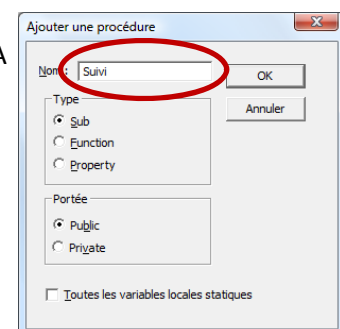 Ajouter une procédure
A
Nom : Suivi
OK
Type
Annuler
Sub
Function
Property
Portée
Public
Private
Toutes les variables locales statiques